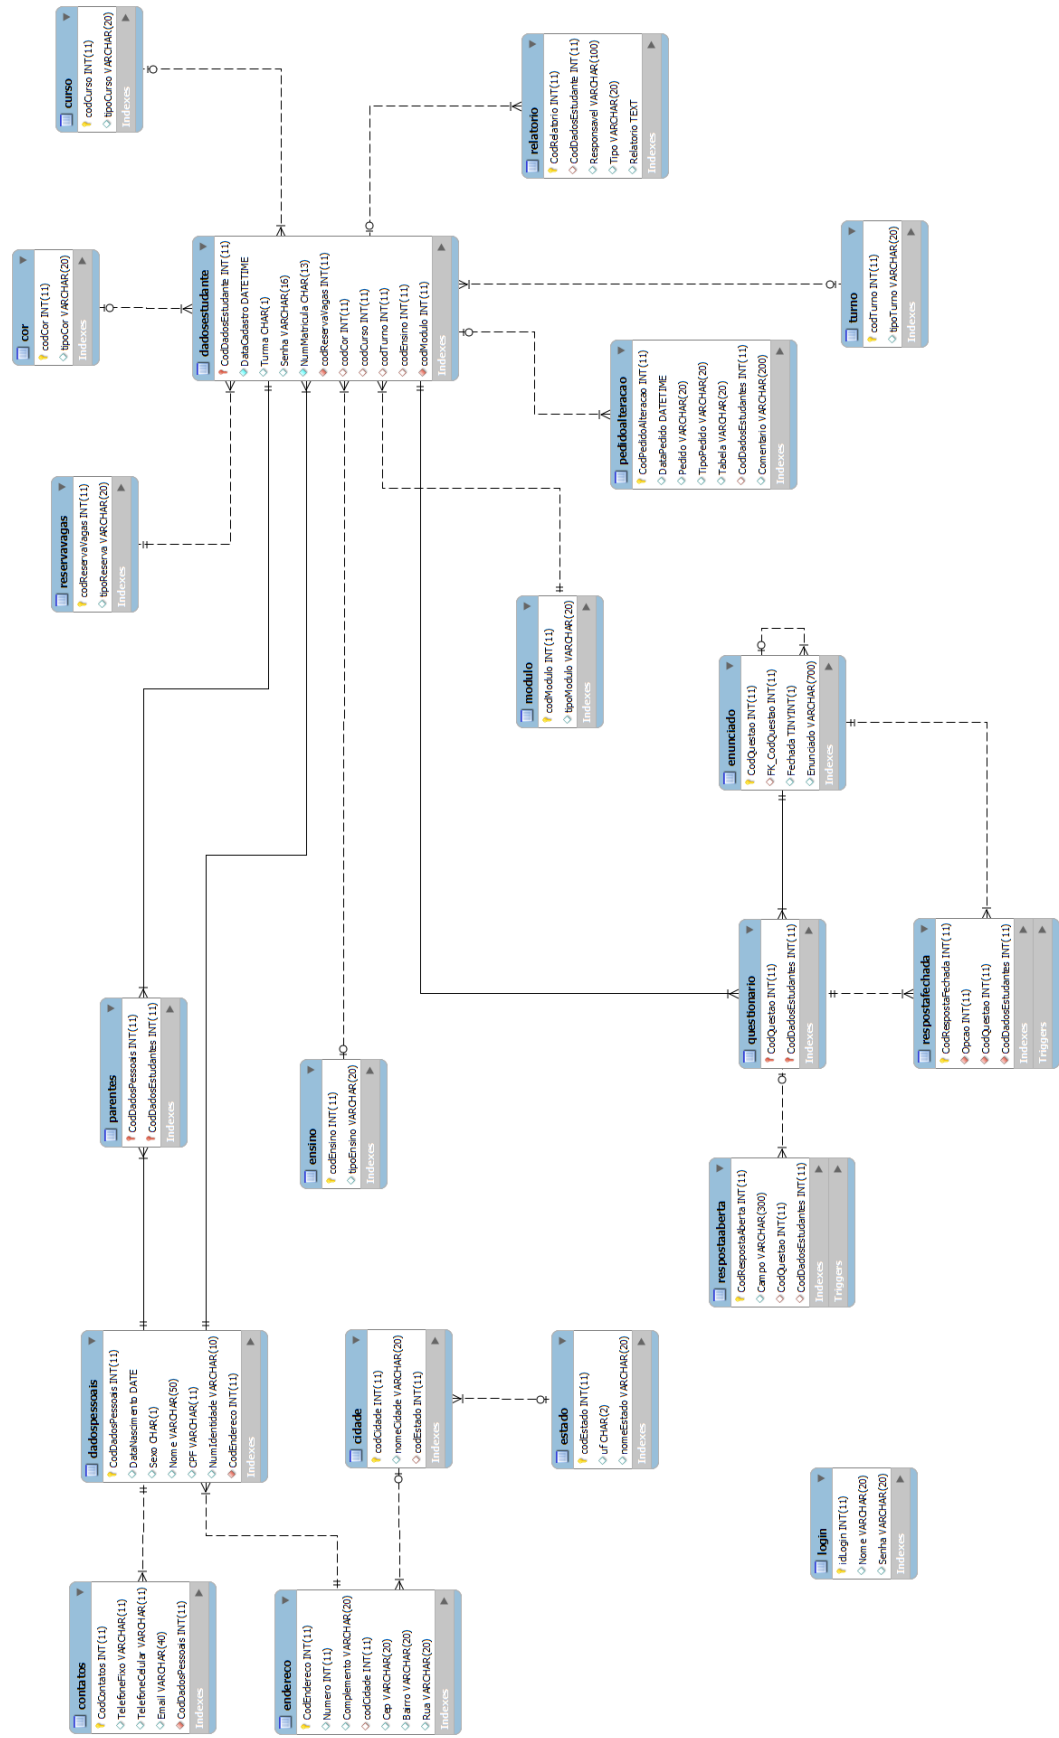 curso
codCurso INT(11)
tipoCurso VARCHAR(20)
Indexes
relatorio
CodRelatorio INT(11)
CodDadosEstudante INT(11)
Responsavel VARCHAR(100)
Tipo VARCHAR(20)
Relatorio TEXT
Indexes
cor
codCor INT(11)
tipoCor VARCHAR(20)
Indexes
dadosestudante
CodDadosEstudante INT(11)
DataCadastro DATETIME
Turma CHAR(1)
Senha VARCHAR(16)
NumMatricula CHAR(13)
codReservaVagas INT(11)
codCor INT(11)
codCurso INT(11)
codTurno INT(11)
codEnsino INT(11)
codModulo INT(11)
Indexes
turno
codTurno INT(11)
tipoTurno VARCHAR(20)
Indexes
pedidoalteracao
CodPedidoAlteracao INT(11)
DataPedido DATETIME
Pedido VARCHAR(20)
TipoPedido VARCHAR(20)
Tabela VARCHAR(20)
CodDadosEstudantes INT(11)
Comentario VARCHAR(200)
Indexes
reservavagas
codReservaVagas INT(11)
tipoReserva VARCHAR(20)
Indexes
modulo
codModulo INT(11)
tipoModulo VARCHAR(20)
Indexes
enunciado
CodQuestao INT(11)
FK_CodQuestao INT(11)
Fechada TINYINT(1)
Enunciado VARCHAR(700)
Indexes
parentes
CodDadosPessoais INT(11)
CodDadosEstudantes INT(11)
Indexes
ensino
codEnsino INT(11)
tipoEnsino VARCHAR(20)
Indexes
questionario
CodQuestao INT(11)
CodDadosEstudantes INT(11)
Indexes
respostafechada
CodRespostaFechada INT(11)
Opcao INT(11)
CodQuestao INT(11)
CodDadosEstudantes INT(11)
Indexes
Triggers
respostaaberta
CodRespostaAberta INT(11)
Campo VARCHAR(300)
CodQuestao INT(11)
CodDadosEstudantes INT(11)
Indexes
Triggers
dadospessoais
CodDadosPessoais INT(11)
DataNascimento DATE
Sexo CHAR(1)
Nome VARCHAR(50)
CPF VARCHAR(11)
NumIdentidade VARCHAR(10)
CodEndereco INT(11)
Indexes
cidade
codCidade INT(11)
nomeCidade VARCHAR(20)
codEstado INT(11)
Indexes
estado
codEstado INT(11)
uf CHAR(2)
nomeEstado VARCHAR(20)
Indexes
login
idLogin INT(11)
Nome VARCHAR(20)
Senha VARCHAR(20)
Indexes
contatos
CodContatos INT(11)
TelefoneFixo VARCHAR(11)
TelefoneCelular VARCHAR(11)
Email VARCHAR(40)
CodDadosPessoais INT(11)
Indexes
endereco
CodEndereco INT(11)
Numero INT(11)
Complemento VARCHAR(20)
codCidade INT(11)
Cep VARCHAR(20)
Bairro VARCHAR(20)
Rua VARCHAR(20)
Indexes